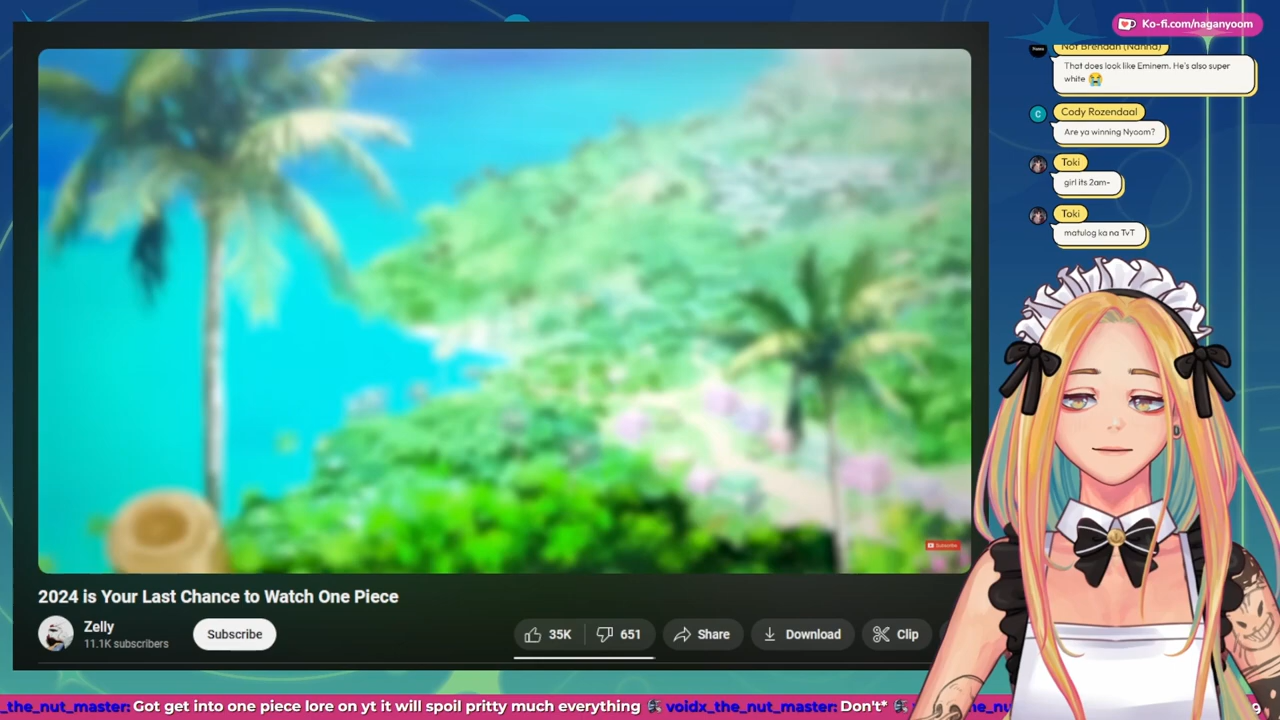 Ko-fi.com/naganyoom
Not Brendan (Nanna)
That does look like Eminem. He's also super
white
Cody Rozendaal
Are ya winning Nyoom?
Toki
girl its 2am-
Toki
matulog ka na TvT
Subscribe
2024 is Your Last Chance to Watch One Piece
Zelly
11.1K subscribers
Subscribe
35K
651
Share
Download
Clip
_the_nut_master: Got get into one piece lore on yt it will spoil pritty much everything voidx_the_nut_master: Don't*